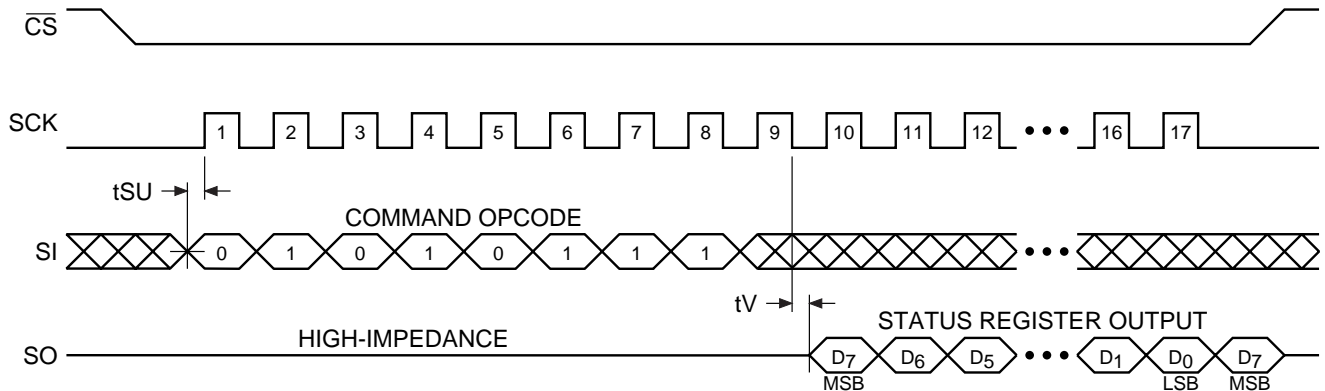 CS
SCK 1 2 3 4 5 6 7 8 9 10 11 12 ••• 16 17
tSU
COMMAND OPCODE
SI 0 1 0 1 0 1 1 1 •••
tV
HIGH-IMPEDANCE
STATUS REGISTER OUTPUT
SO D7 D6 D5 ••• D1 D0 D7
MSB LSB MSB